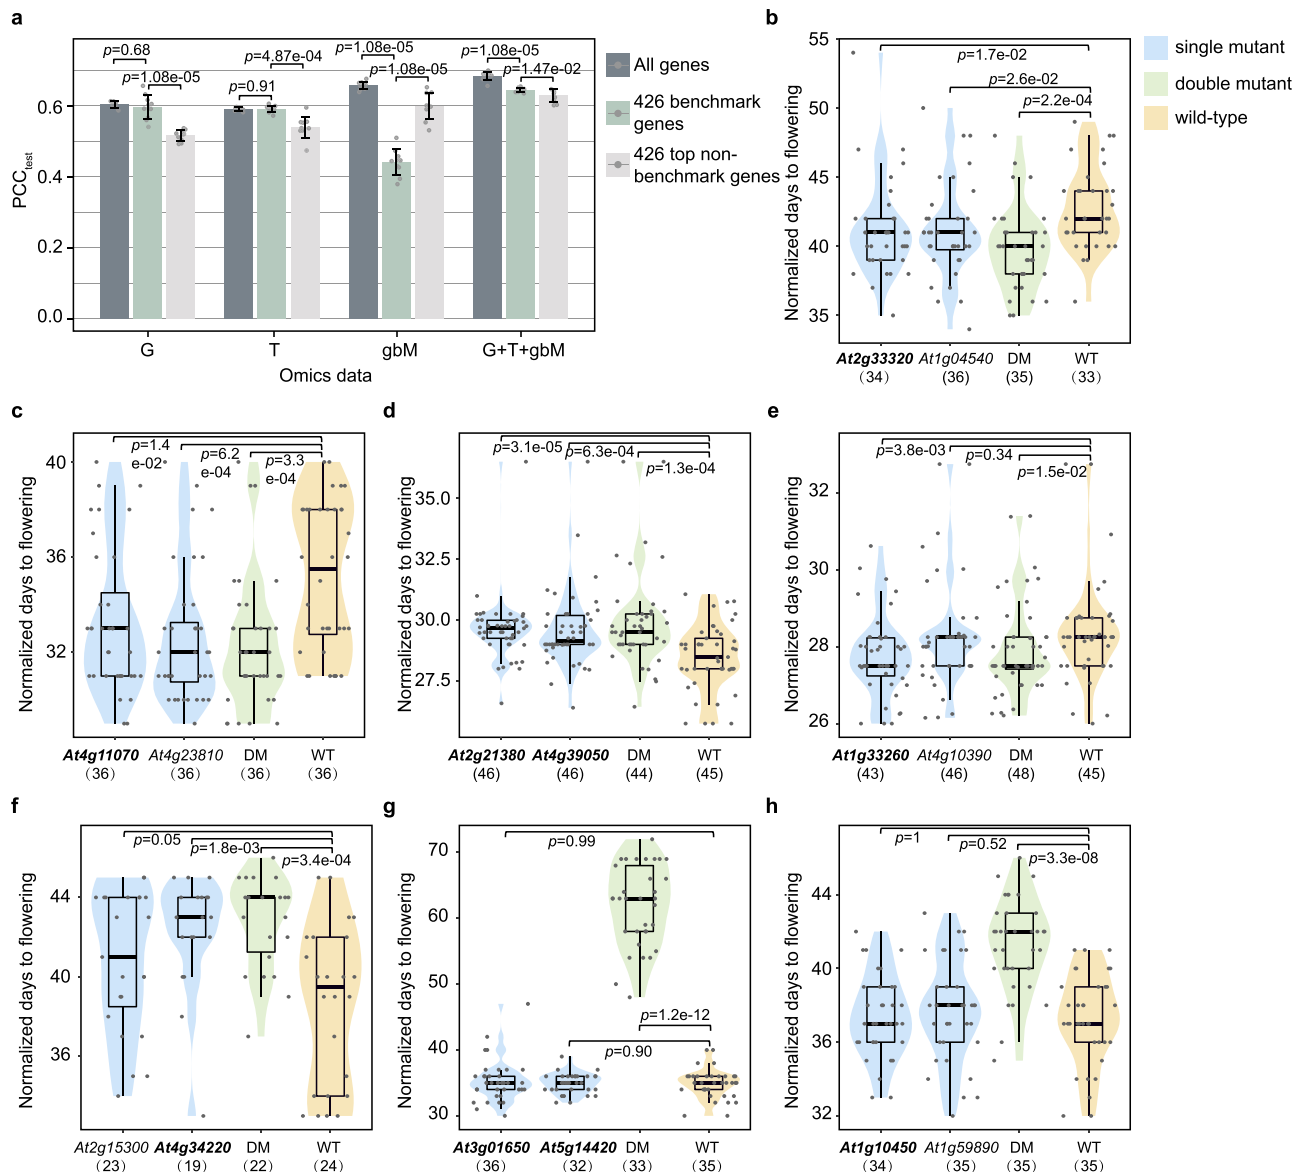 a
p=0.68
p=1.08e-05
p=4.87e-04
p=0.91
p=1.08e-05
p=1.08e-05
p=1.08e-05
p=1.47e-02
0.6
0.4
0.2
0.0
PCCtest
G
T
gbM
G+T+gbM
Omics data
All genes
426 benchmark
genes
426 top non-
benchmark genes
b
p=1.7e-02
p=2.6e-02
p=2.2e-04
55
50
45
40
35
Normalized days to flowering
At2g33320
At1g04540
DM
WT
(34)
(36)
(35)
(33)
single mutant
double mutant
wild-type
c
p=1.4
e-02
p=6.2
e-04
p=3.3
e-04
40
36
32
Normalized days to flowering
At4g11070
At4g23810
DM
WT
(36)
(36)
(36)
(36)
d
p=3.1e-05
p=6.3e-04
p=1.3e-04
35.0
32.5
30.0
27.5
Normalized days to flowering
At2g21380
At4g39050
DM
WT
(46)
(46)
(44)
(45)
e
p=3.8e-03
p=0.34
p=1.5e-02
32
30
28
26
Normalized days to flowering
At1g33260
At4g10390
DM
WT
(43)
(46)
(48)
(45)
f
p=0.05
p=1.8e-03
p=3.4e-04
44
40
36
Normalized days to flowering
At2g15300
At4g34220
DM
WT
(23)
(19)
(22)
(24)
g
p=0.99
p=1.2e-12
p=0.90
70
60
50
40
30
Normalized days to flowering
At3g01650
At5g14420
DM
WT
(36)
(32)
(33)
(35)
h
p=1
p=0.52
p=3.3e-08
44
40
36
32
Normalized days to flowering
At1g10450
At1g59890
DM
WT
(34)
(35)
(35)
(35)